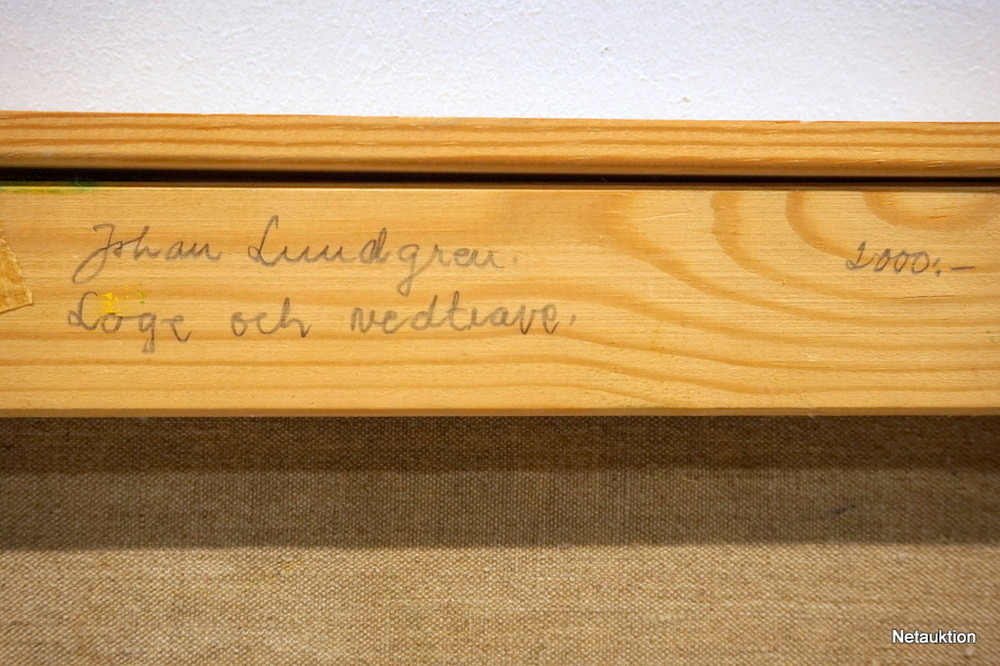 Johan Lundgren.
2000:-
Loge och vedtrave.
Netauktion